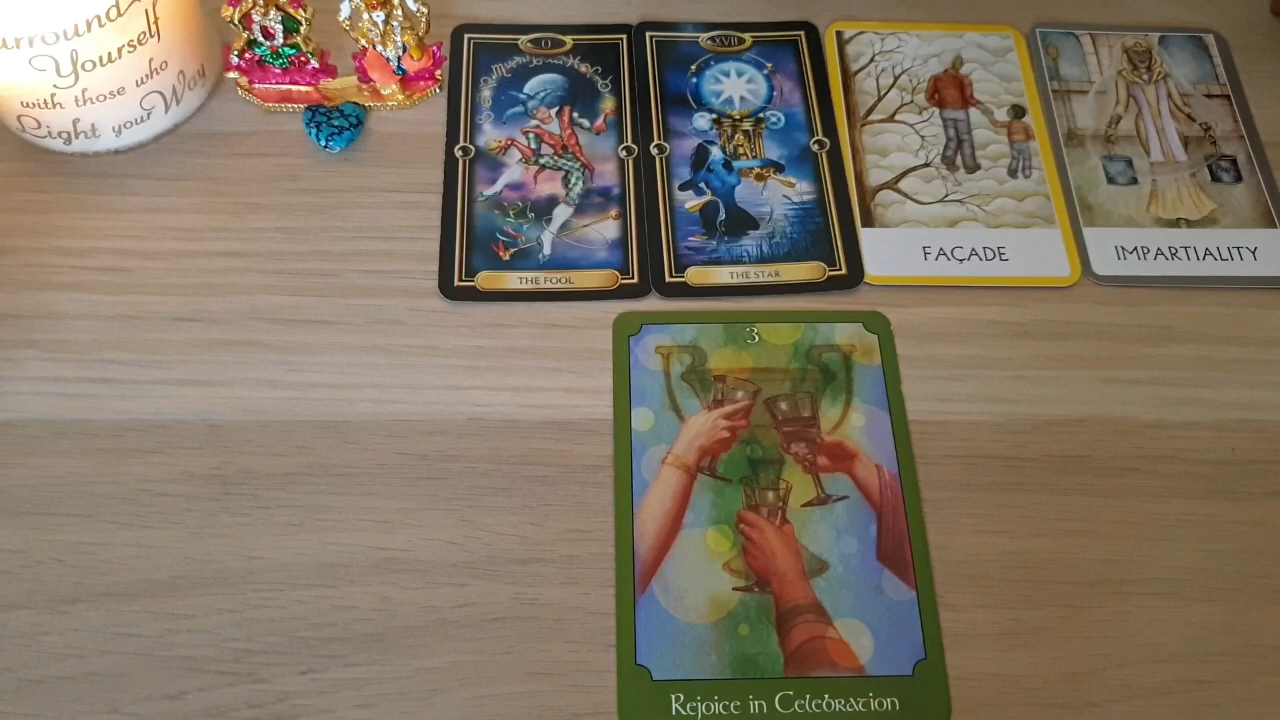 urround
Yourself
with those who
Light your Way
0
THE FOOL
XVII
THE STAR
FAÇADE
IMPARTIALITY
3
Rejoice in Celebration